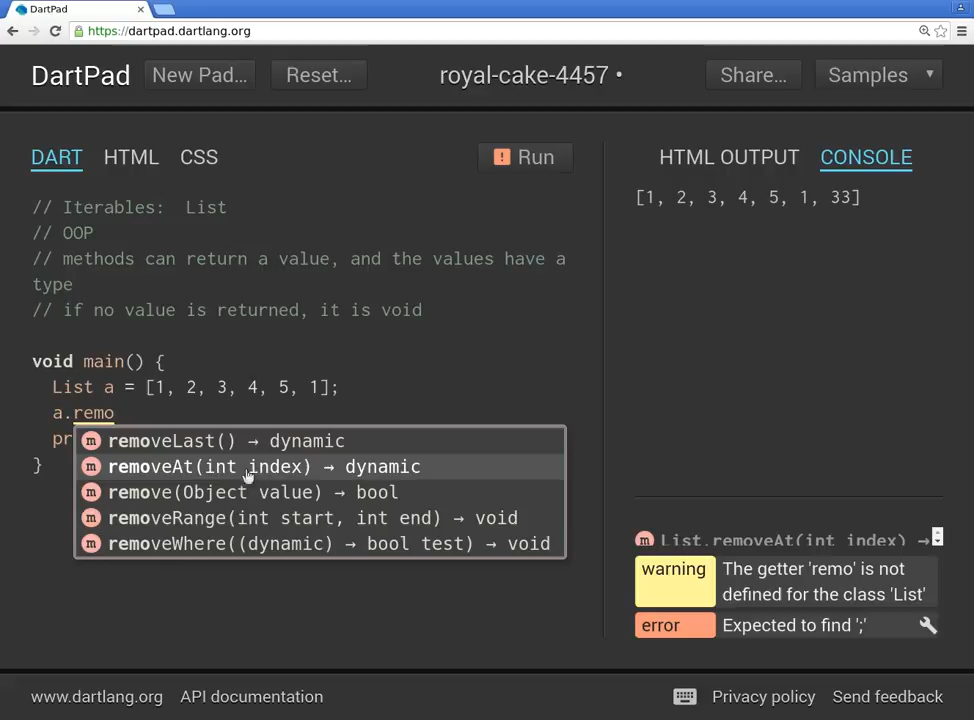 DartPad
https://dartpad.dartlang.org
DartPad New Pad... Reset... royal-cake-4457 • Share... Samples
DART HTML CSS ! Run HTML OUTPUT CONSOLE
[1, 2, 3, 4, 5, 1, 33]
// Iterables:  List
// OOP
// methods can return a value, and the values have a
type
// if no value is returned, it is void
void main() {
List a = [1, 2, 3, 4, 5, 1];
a.remo
pr
}
m removeLast() → dynamic
m removeAt(int index) → dynamic
m remove(Object value) → bool
m removeRange(int start, int end) → void
m removeWhere((dynamic) → bool test) → void
m List.removeAt(int index) →
warning The getter 'remo' is not
defined for the class 'List'
error Expected to find ';'
www.dartlang.org API documentation Privacy policy Send feedback